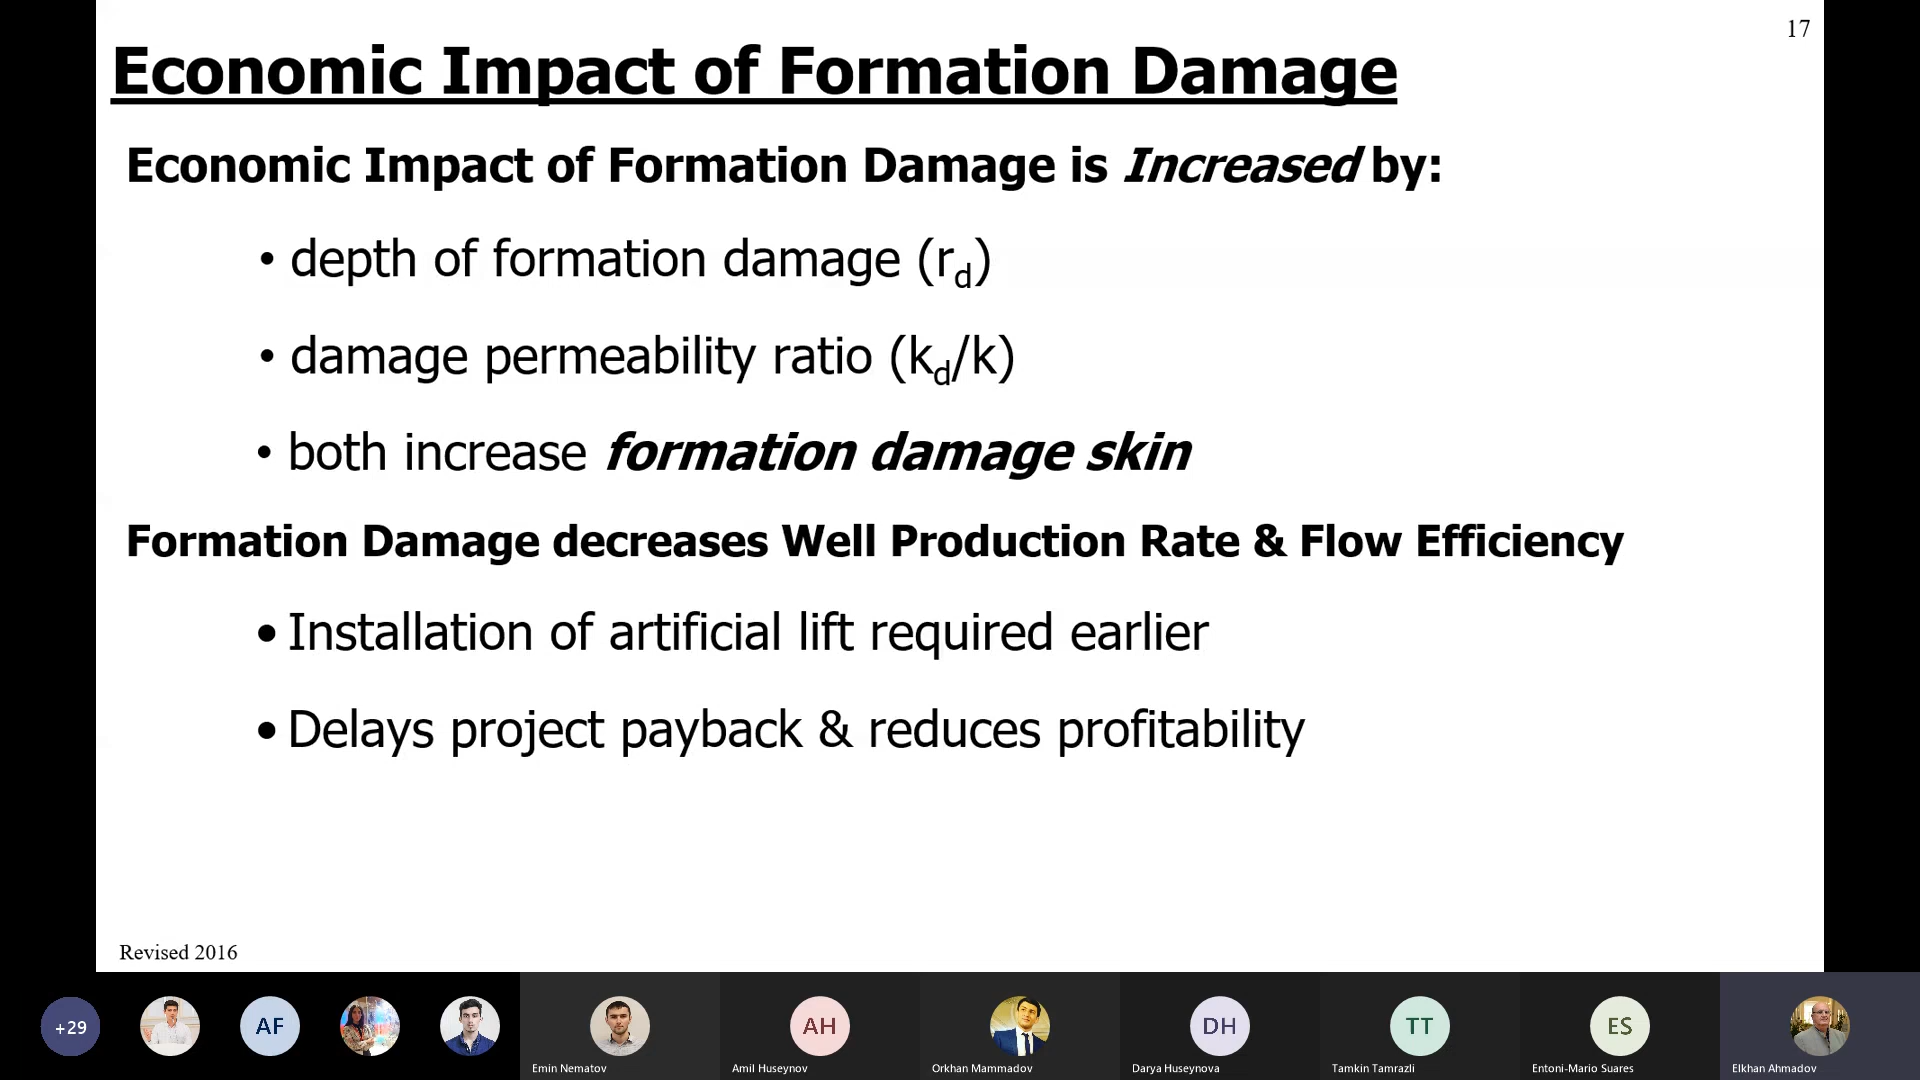 17
Economic Impact of Formation Damage
Economic Impact of Formation Damage is Increased by:
• depth of formation damage (rd)
• damage permeability ratio (kd/k)
• both increase formation damage skin
Formation Damage decreases Well Production Rate & Flow Efficiency
• Installation of artificial lift required earlier
• Delays project payback & reduces profitability
Revised 2016
+29
AF
AH
DH
TT
ES
Emin Nematov
Amil Huseynov
Orkhan Mammadov
Darya Huseynova
Tamkin Tamrazli
Entoni-Mario Suares
Elkhan Ahmadov